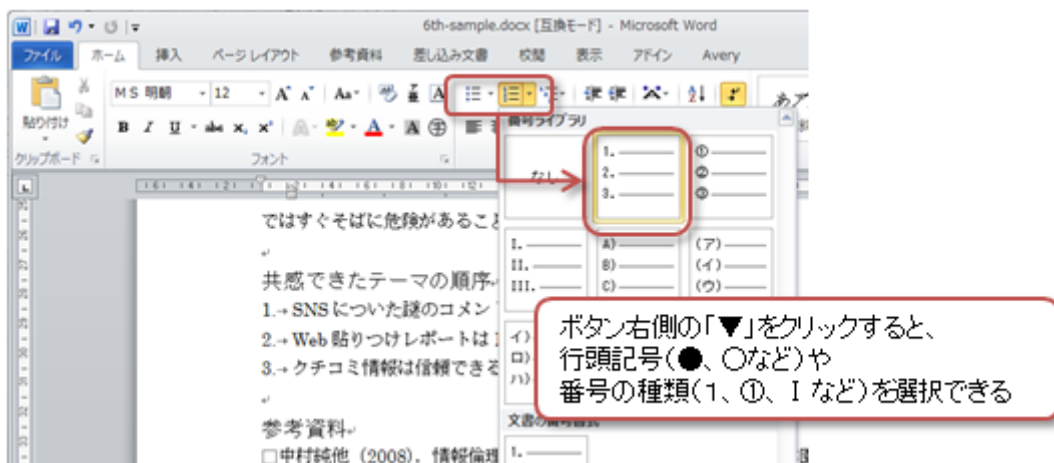 6th-sample.docx [互換モード] - Microsoft Word
ファイル ホーム 挿入 ページ レイアウト 参考資料 差し込み文書 校閲 表示 アドイン Avery
貼り付け
MS 明朝 12
クリップボード フォント
番号ライブラリ
なし
1.
2.
3.
①
②
③
I.
II.
III.
A)
B)
C)
(ア)
(イ)
(ウ)
イ)
ロ)
ハ)
ではすぐそばに危険があること
共感できたテーマの順序
1.→SNSについた謎のコメン
2.→Web 貼りつけレポートは
3.→クチコミ情報は信頼できる
参考資料
□中村純他 (2008). 情報倫理
1.
ボタン右側の「▼」をクリックすると、
行頭記号(●、○など)や
番号の種類(1、①、Ⅰなど)を選択できる